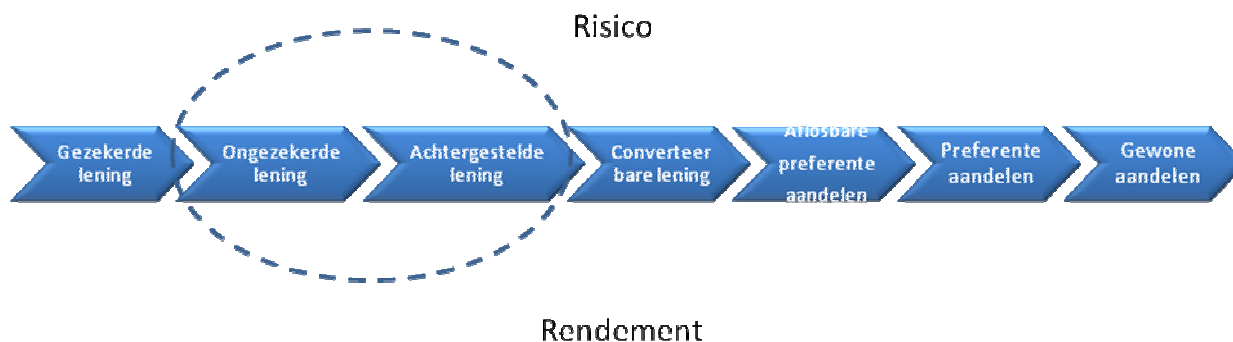 Risico
Gezekerde
lening
Ongezekerde
lening
Achtergestelde
lening
Converteer
bare lening
Aflosbare
preferente
aandelen
Preferente
aandelen
Gewone
aandelen
Rendement